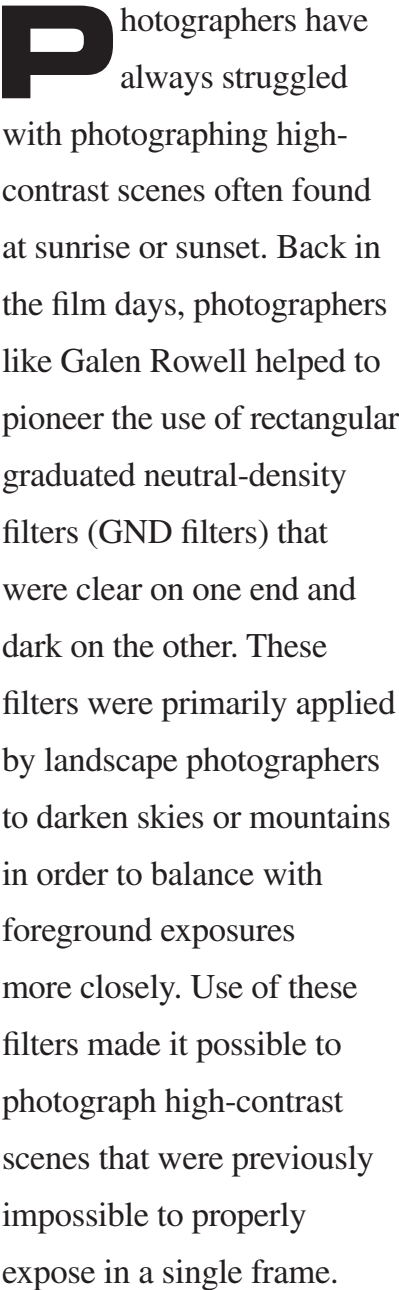 Photographers have
always struggled
with photographing high-
contrast scenes often found
at sunrise or sunset. Back in
the film days, photographers
like Galen Rowell helped to
pioneer the use of rectangular
graduated neutral-density
filters (GND filters) that
were clear on one end and
dark on the other. These
filters were primarily applied
by landscape photographers
to darken skies or mountains
in order to balance with
foreground exposures
more closely. Use of these
filters made it possible to
photograph high-contrast
scenes that were previously
impossible to properly
expose in a single frame.